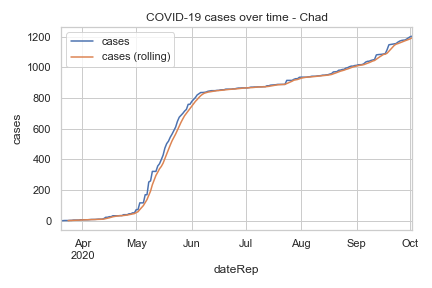 COVID-19 cases over time - Chad
cases
cases (rolling)
1200
1000
800
600
400
200
0
cases
Apr May Jun Jul Aug Sep Oct
2020
dateRep